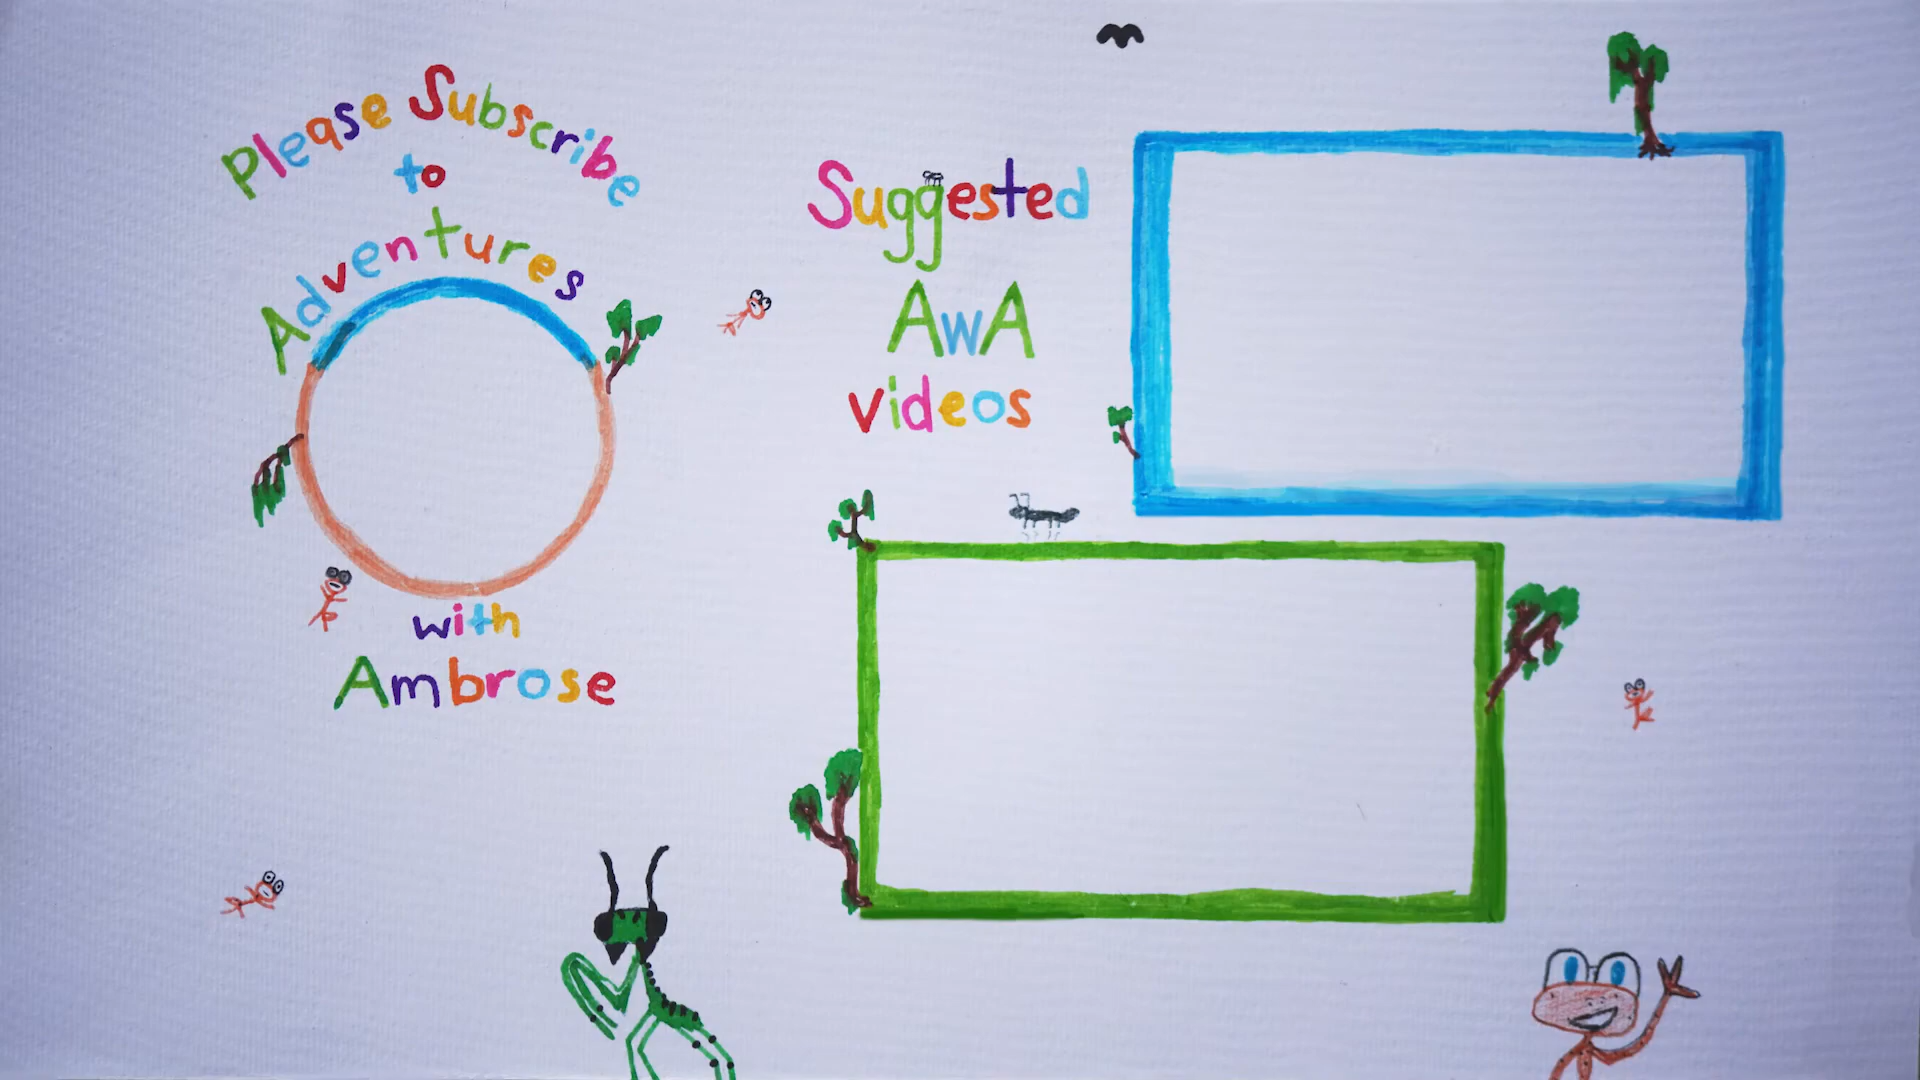 Please Subscribe
to
Adventures
with
Ambrose
Suggested
AwA
videos